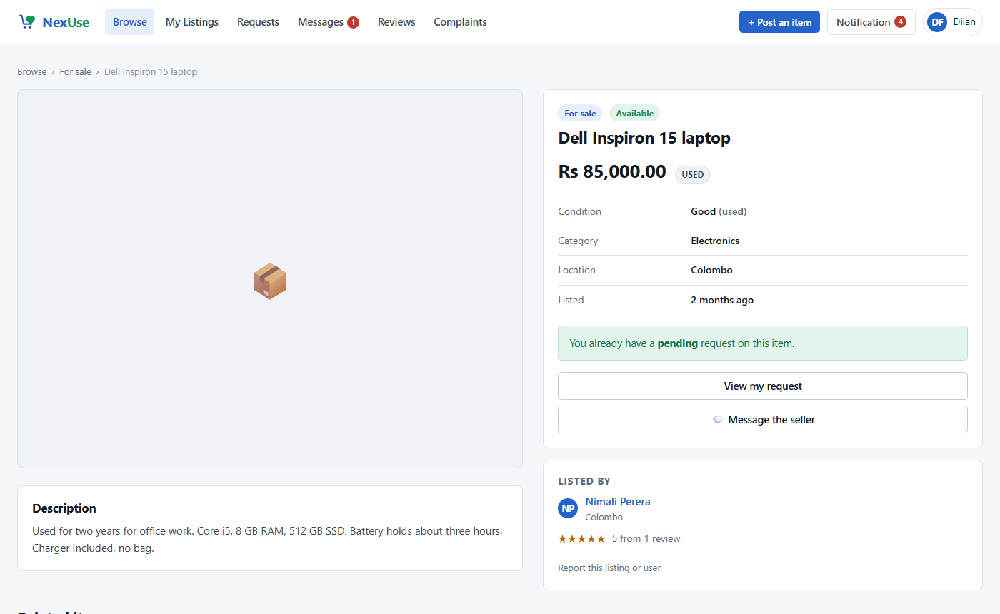 NexUse
Browse
My Listings
Requests
Messages 1
Reviews
Complaints
+ Post an item
Notification 4
DF Dilan
Browse › For sale › Dell Inspiron 15 laptop
For sale Available
Dell Inspiron 15 laptop
Rs 85,000.00 USED
Condition Good (used)
Category Electronics
Location Colombo
Listed 2 months ago
You already have a pending request on this item.
View my request
Message the seller
LISTED BY
NP Nimali Perera
Colombo
★★★★★ 5 from 1 review
Report this listing or user
Description
Used for two years for office work. Core i5, 8 GB RAM, 512 GB SSD. Battery holds about three hours.
Charger included, no bag.